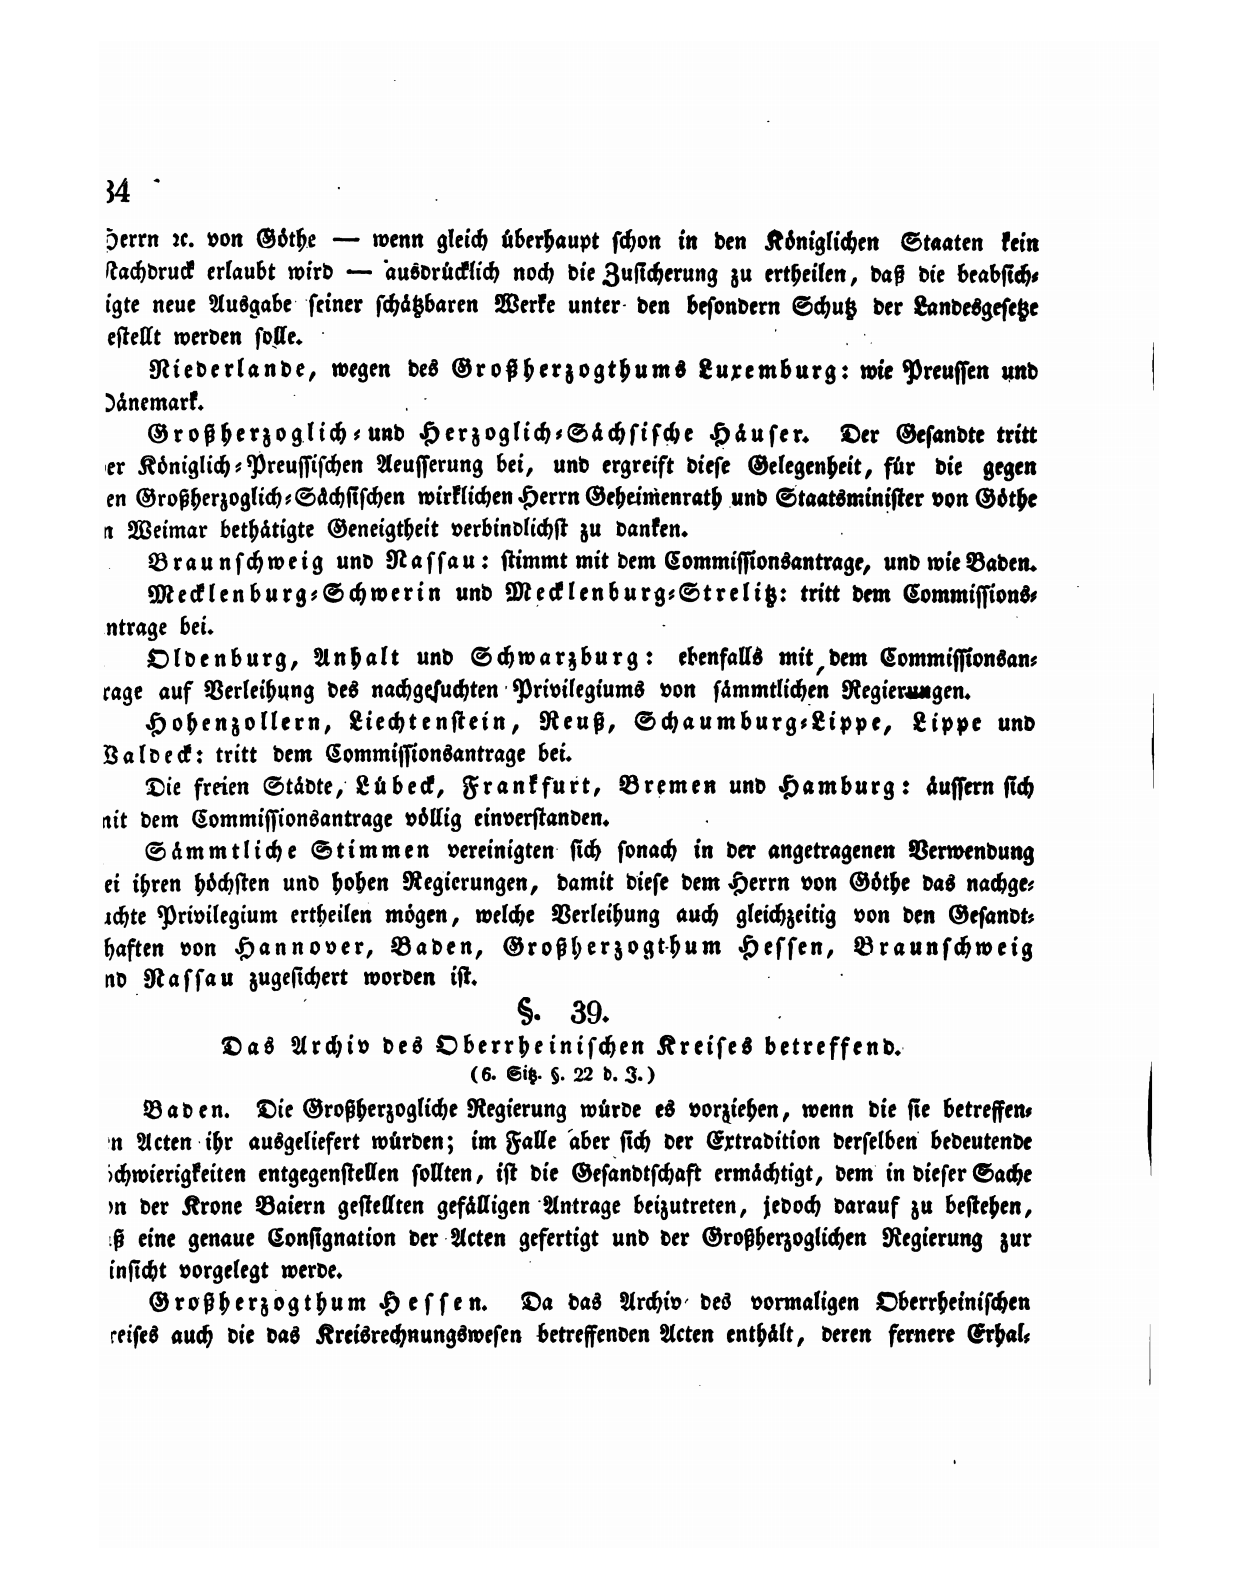 84
Herrn ꝛc. von Göthe — wenn gleich überhaupt schon in den Königlichen Staaten kein
Nachdruck erlaubt wird — ausdrücklich noch die Zusicherung zu ertheilen, daß die beabsich-
igte neue Ausgabe seiner schätzbaren Werke unter den besondern Schutz der Landesgesetze
estellt werden solle.
Niederlande, wegen des Großherzogthums Luxemburg: wie Preussen und
Dänemark.
Großherzoglich- und Herzoglich-Sächsische Häuser. Der Gesandte tritt
er Königlich-Preussischen Aeusserung bei, und ergreift diese Gelegenheit, für die gegen
en Großherzoglich-Sächsischen wirklichen Herrn Geheimenrath und Staatsminister von Göthe
n Weimar bethätigte Geneigtheit verbindlichst zu danken.
Braunschweig und Nassau: stimmt mit dem Commissionsantrage, und wie Baden.
Mecklenburg-Schwerin und Mecklenburg-Strelitz: tritt dem Commissions-
ntrage bei.
Oldenburg, Anhalt und Schwarzburg: ebenfalls mit dem Commissionsan-
rage auf Verleihung des nachgesuchten Privilegiums von sämmtlichen Regierungen.
Hohenzollern, Liechtenstein, Reuß, Schaumburg-Lippe, Lippe und
Waldeck: tritt dem Commissionsantrage bei.
Die freien Städte, Lübeck, Frankfurt, Bremen und Hamburg: äussern sich
mit dem Commissionsantrage völlig einverstanden.
Sämmtliche Stimmen vereinigten sich sonach in der angetragenen Verwendung
ei ihren höchsten und hohen Regierungen, damit diese dem Herrn von Göthe das nachge-
uchte Privilegium ertheilen mögen, welche Verleihung auch gleichzeitig von den Gesandt-
haften von Hannover, Baden, Großherzogthum Hessen, Braunschweig
nd Nassau zugesichert worden ist.
§. 39.
Das Archiv des Oberrheinischen Kreises betreffend.
(6. Sitz. §. 22 d. J.)
Baden. Die Großherzogliche Regierung würde es vorziehen, wenn die sie betreffen-
n Acten ihr ausgeliefert würden; im Falle aber sich der Extradition derselben bedeutende
Schwierigkeiten entgegenstellen sollten, ist die Gesandtschaft ermächtigt, dem in dieser Sache
on der Krone Baiern gestellten gefälligen Antrage beizutreten, jedoch darauf zu bestehen,
ß eine genaue Consignation der Acten gefertigt und der Großherzoglichen Regierung zur
insicht vorgelegt werde.
Großherzogthum Hessen. Da das Archiv des vormaligen Oberrheinischen
reises auch die das Kreisrechnungswesen betreffenden Acten enthält, deren fernere Erhal-